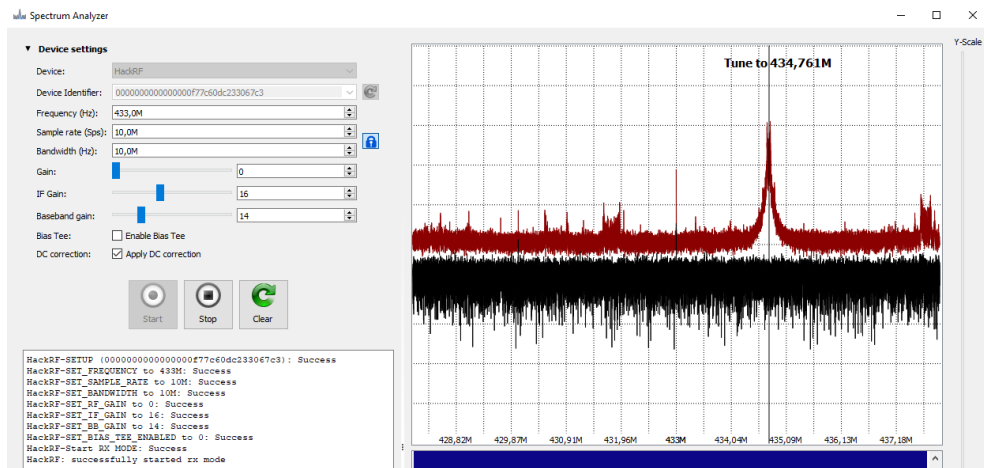 Spectrum Analyzer
Device settings
Device: HackRF
Device Identifier: 0000000000000000f77c60dc233067c3
Frequency (Hz): 433,0M
Sample rate (Sps): 10,0M
Bandwidth (Hz): 10,0M
Gain: 0
IF Gain: 16
Baseband gain: 14
Bias Tee: Enable Bias Tee
DC correction: Apply DC correction
Start Stop Clear
HackRF-SETUP (0000000000000000f77c60dc233067c3): Success
HackRF-SET_FREQUENCY to 433M: Success
HackRF-SET_SAMPLE_RATE to 10M: Success
HackRF-SET_BANDWIDTH to 10M: Success
HackRF-SET_RF_GAIN to 0: Success
HackRF-SET_IF_GAIN to 16: Success
HackRF-SET_BB_GAIN to 14: Success
HackRF-SET_BIAS_TEE_ENABLED to 0: Success
HackRF-Start RX MODE: Success
HackRF: successfully started rx mode
Y-Scale
Tune to 434,761M
428,82M 429,87M 430,91M 431,96M 433M 434,04M 435,09M 436,13M 437,18M